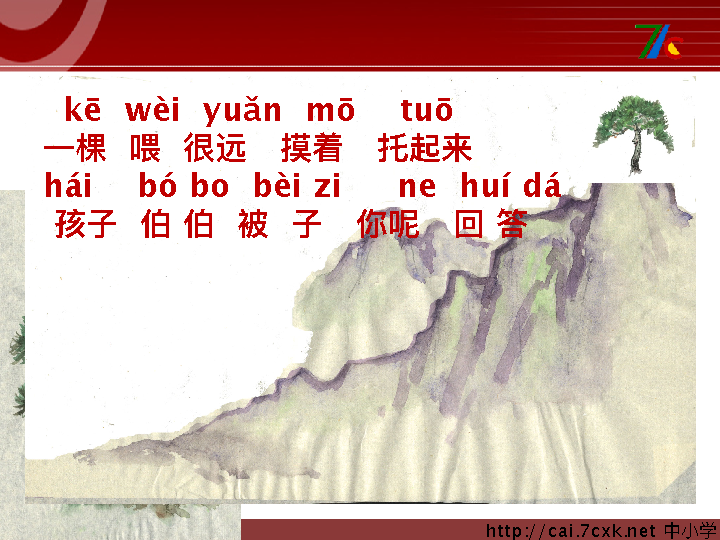 kē wèi yuǎn mō tuō
一棵 喂 很远 摸着 托起来
hái bó bo bèi zi ne huí dá
孩子 伯 伯 被 子 你呢 回 答
7c
http://cai.7cxk.net 中小学